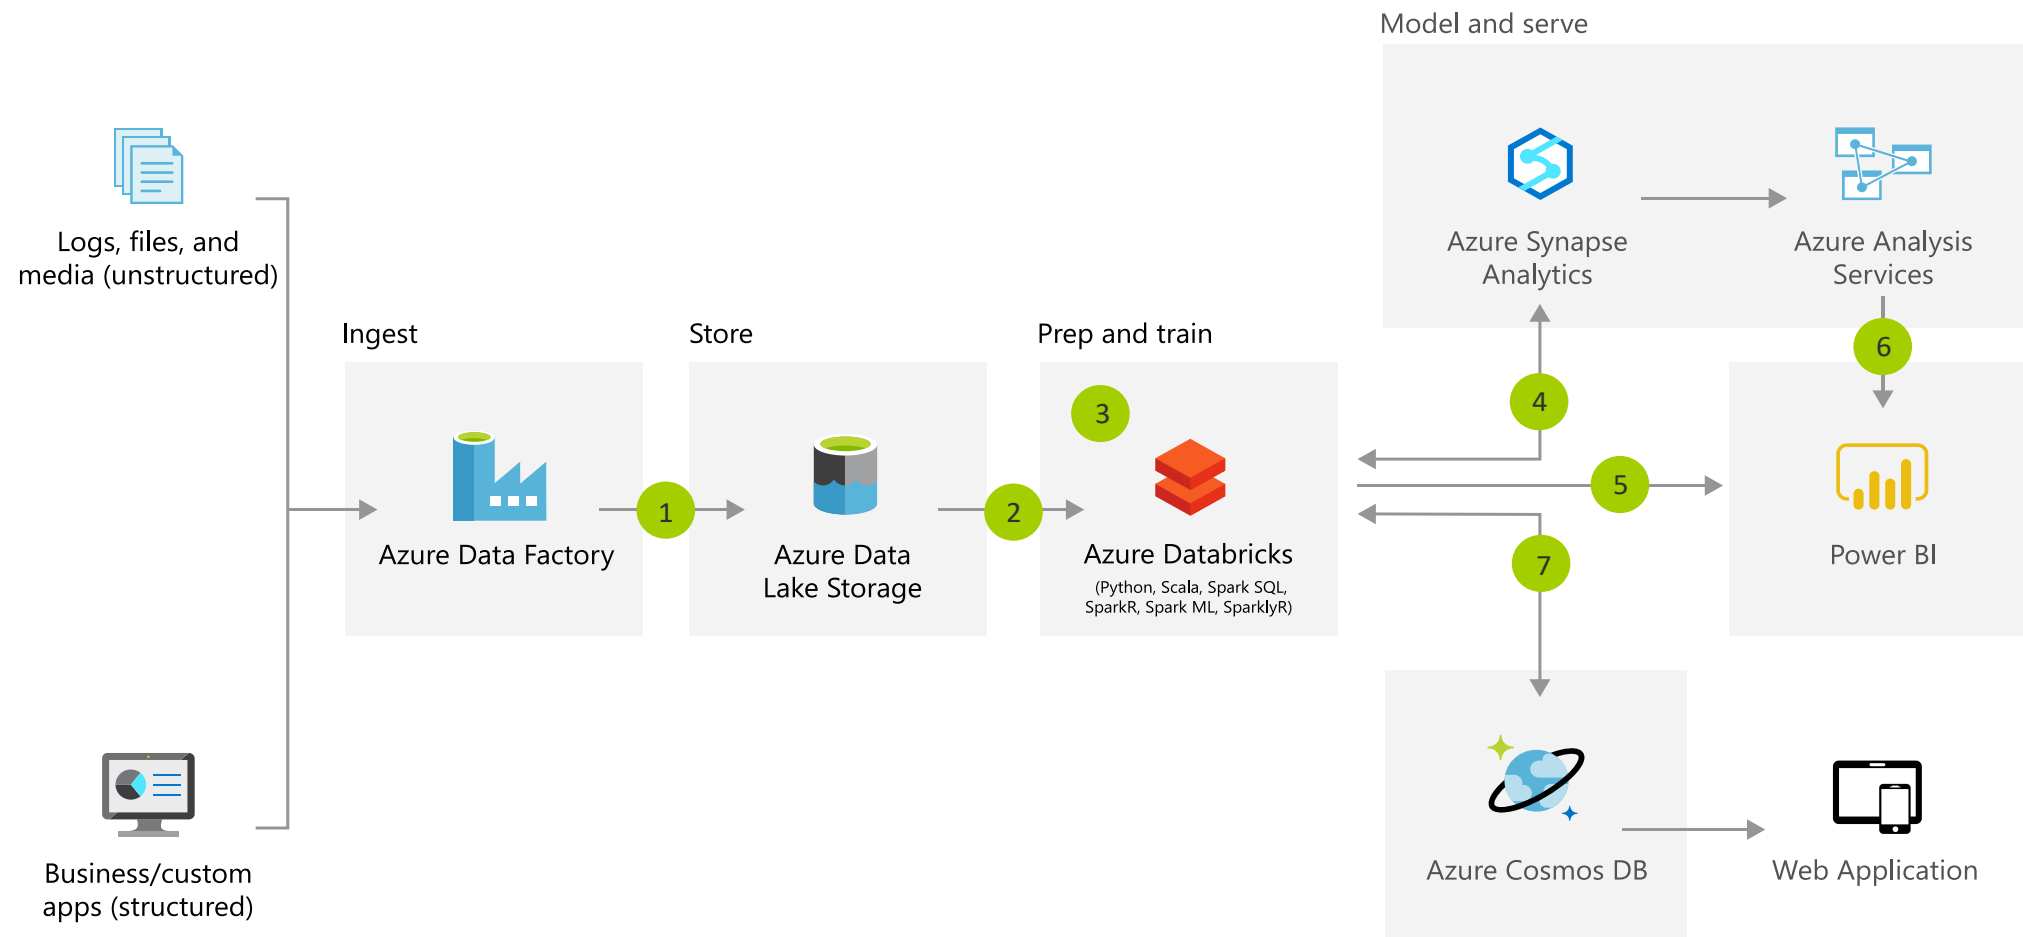 Model and serve
Logs, files, and
media (unstructured)
Azure Synapse
Analytics
Azure Analysis
Services
Ingest
Store
Prep and train
6
3
4
5
1
2
Azure Data Factory
Azure Data
Lake Storage
Azure Databricks
(Python, Scala, Spark SQL,
SparkR, Spark ML, SparklyR)
7
Power BI
Business/custom
apps (structured)
Azure Cosmos DB
Web Application